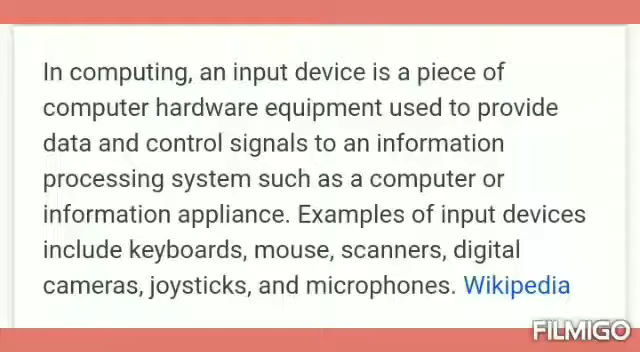 In computing, an input device is a piece of
computer hardware equipment used to provide
data and control signals to an information
processing system such as a computer or
information appliance. Examples of input devices
include keyboards, mouse, scanners, digital
cameras, joysticks, and microphones. Wikipedia
FILMIGO